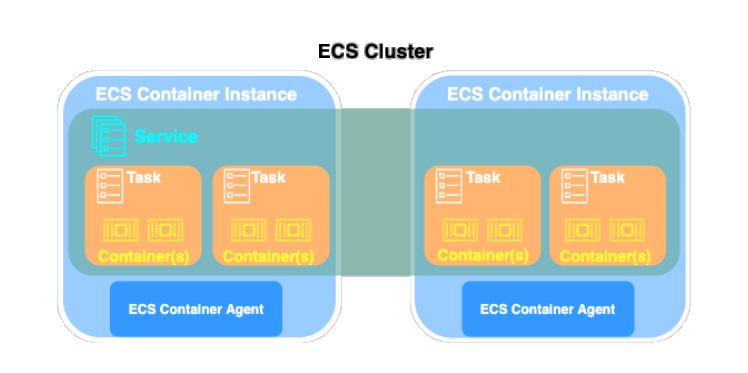 ECS Cluster
ECS Container Instance
ECS Container Instance
Service
Task
Task
Task
Task
Container(s)
Container(s)
Container(s)
Container(s)
ECS Container Agent
ECS Container Agent